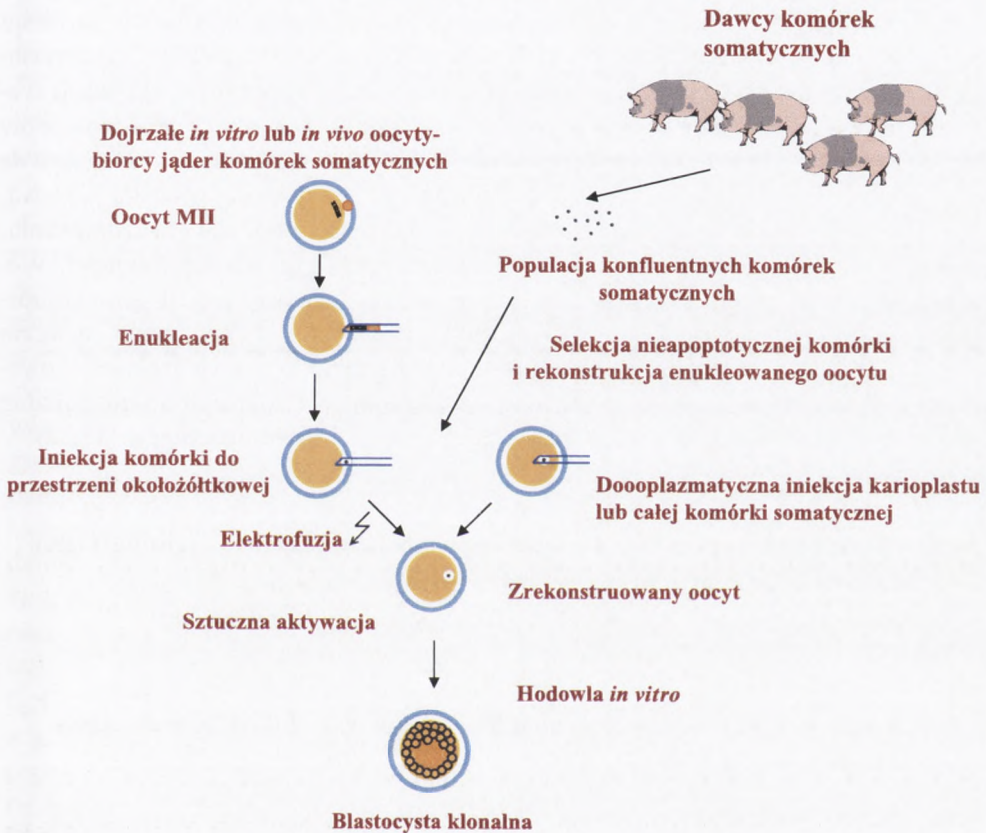 Dawcy komórek
somatycznych
Dojrzałe in vitro lub in vivo oocyty-
biorcy jąder komórek somatycznych
Oocyt MII
Populacja konfluentnych komórek
somatycznych
Enukleacja
Selekcja nieapoptotycznej komórki
i rekonstrukcja enukleowanego oocytu
Iniekcja komórki do
przestrzeni okołożółtkowej
Doooplazmatyczna iniekcja karioplastu
lub całej komórki somatycznej
Elektrofuzja
Zrekonstruowany oocyt
Sztuczna aktywacja
Hodowla in vitro
Blastocysta klonalna